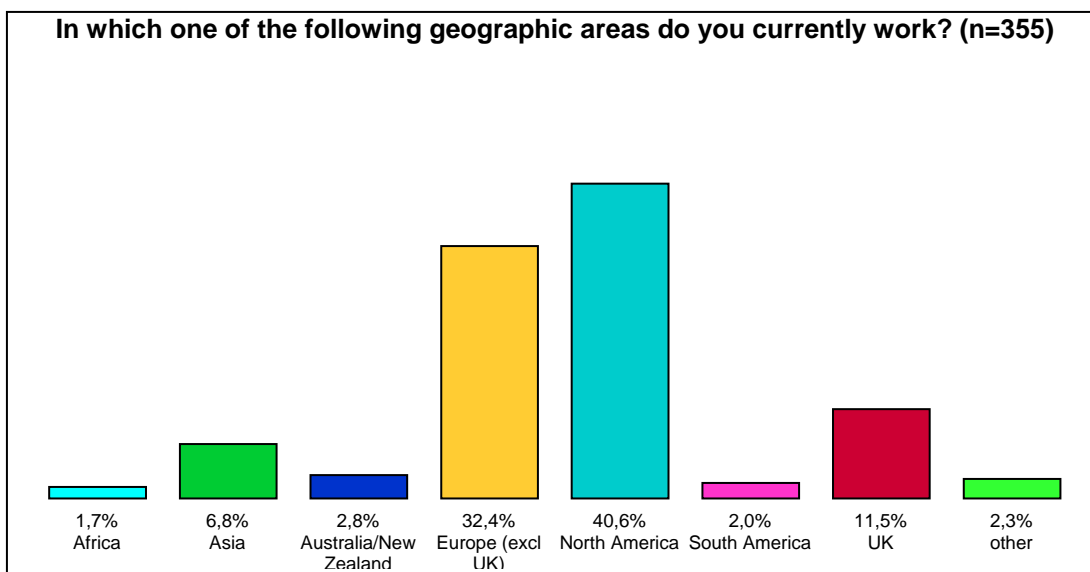 In which one of the following geographic areas do you currently work? (n=355)
1,7% 6,8% 2,8% 32,4% 40,6% 2,0% 11,5% 2,3%
Africa Asia Australia/New Europe (excl North America South America UK other
Zealand UK)